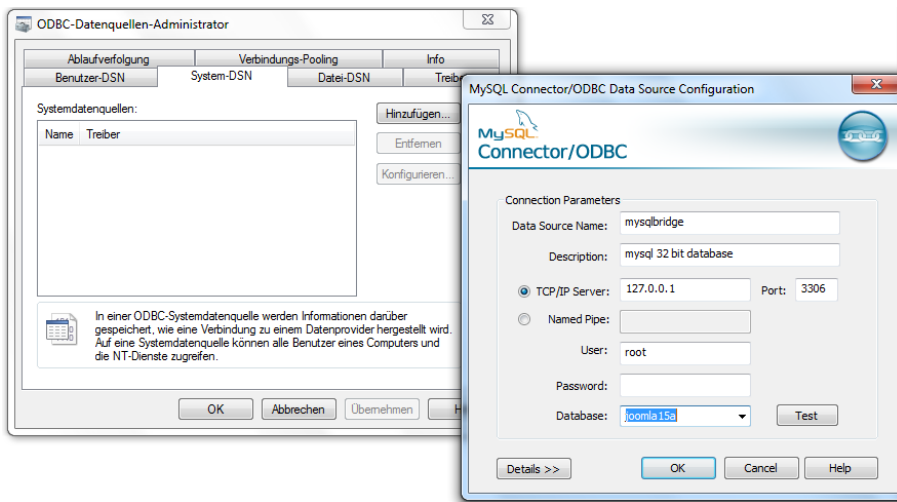 ODBC-Datenquellen-Administrator
Ablaufverfolgung Verbindungs-Pooling Info
Benutzer-DSN System-DSN Datei-DSN
Systemdatenquellen:
Name Treiber
Hinzufügen...
Entfernen
Konfigurieren...
In einer ODBC-Systemdatenquelle werden Informationen darüber
gespeichert, wie eine Verbindung zu einem Datenprovider hergestellt wird.
Auf eine Systemdatenquelle können alle Benutzer eines Computers und
die NT-Dienste zugreifen.
OK Abbrechen Übernehmen
MySQL Connector/ODBC Data Source Configuration
MySQL
Connector/ODBC
Connection Parameters
Data Source Name: mysqlbridge
Description: mysql 32 bit database
TCP/IP Server: 127.0.0.1 Port: 3306
Named Pipe:
User: root
Password:
Database: joomla15a Test
Details >> OK Cancel Help